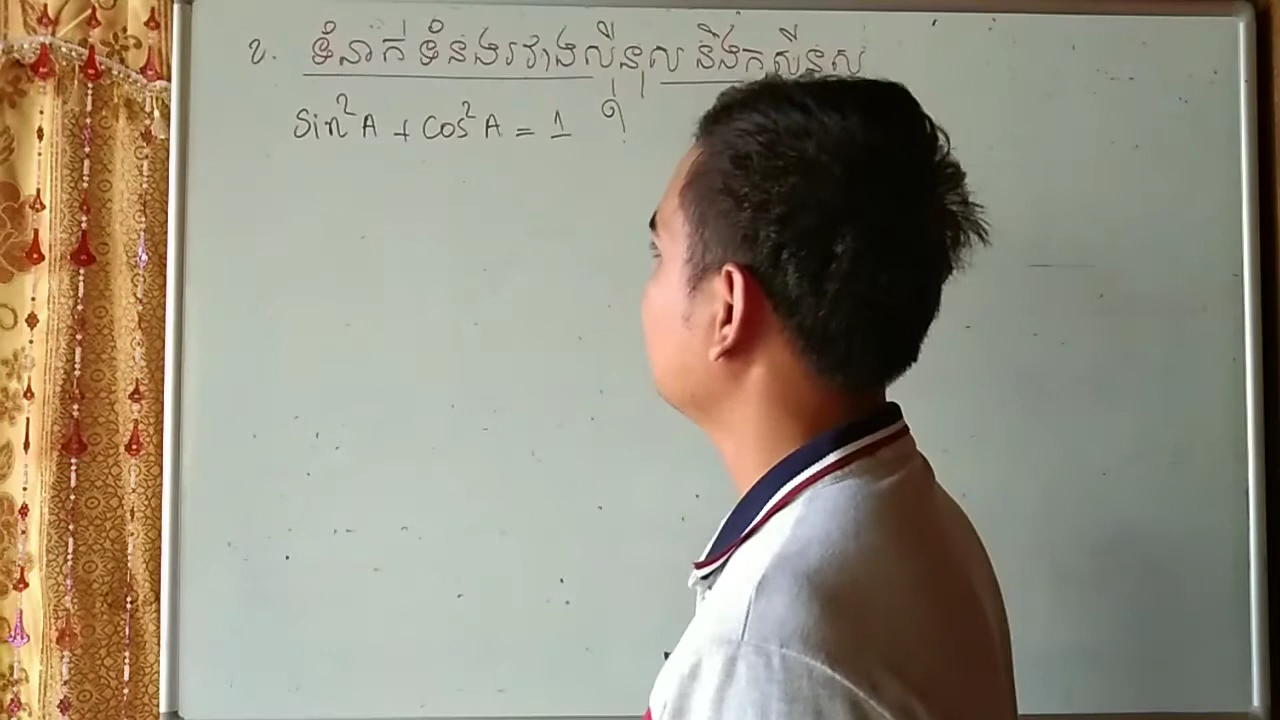 ២. ទំនាក់ទំនងរវាងស៊ីនុស និងកូស៊ីនុស
Sin²A + Cos²A = 1 ។